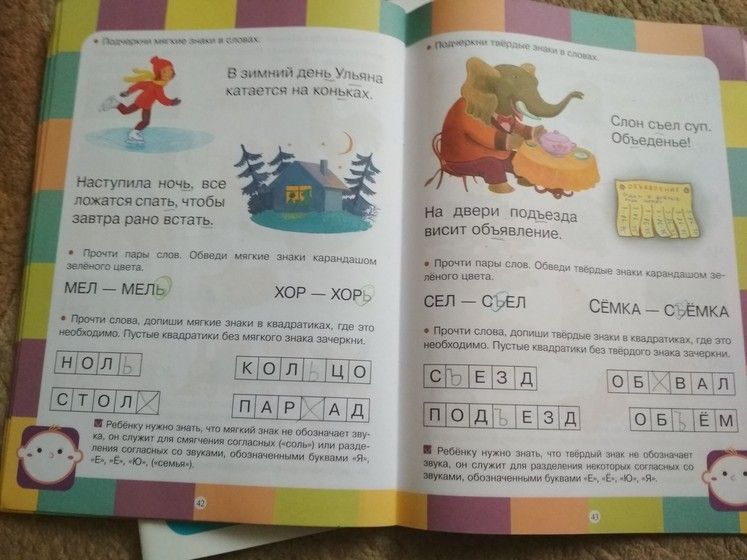 • Подчеркни мягкие знаки в словах.
В зимний день Ульяна
катается на коньках.
Наступила ночь, все
ложатся спать, чтобы
завтра рано встать.
• Прочти пары слов. Обведи мягкие знаки карандашом
зелёного цвета.
МЕЛ — МЕЛЬ ХОР — ХОРЬ
• Прочти слова, допиши мягкие знаки в квадратиках, где это
необходимо. Пустые квадратики без мягкого знака зачеркни.
НОЛЬ КОЛЬЦО
СТОЛ ПАРАД
Ребёнку нужно знать, что мягкий знак не обозначает зву-
ка, он служит для смягчения согласных («соль») или разде-
ления согласных со звуками, обозначенными буквами «Я»,
«Е», «Ё», «Ю», («семья»).
42
• Подчеркни твёрдые знаки в словах.
Слон съел суп.
Объеденье!
ОБЪЯВЛЕНИЕ
На двери подъезда
висит объявление.
• Прочти пары слов. Обведи твёрдые знаки карандашом зе-
лёного цвета.
СЕЛ — СЪЕЛ СЁМКА — СЪЁМКА
• Прочти слова, допиши твёрдые знаки в квадратиках, где это
необходимо. Пустые квадратики без твёрдого знака зачеркни.
СЪЕЗД ОБВАЛ
ПОДЪЕЗД ОБЪЁМ
Ребёнку нужно знать, что твёрдый знак не обозначает
звука, он служит для разделения некоторых согласных со
звуками, обозначенными буквами «Е», «Ё», «Ю», «Я».
43